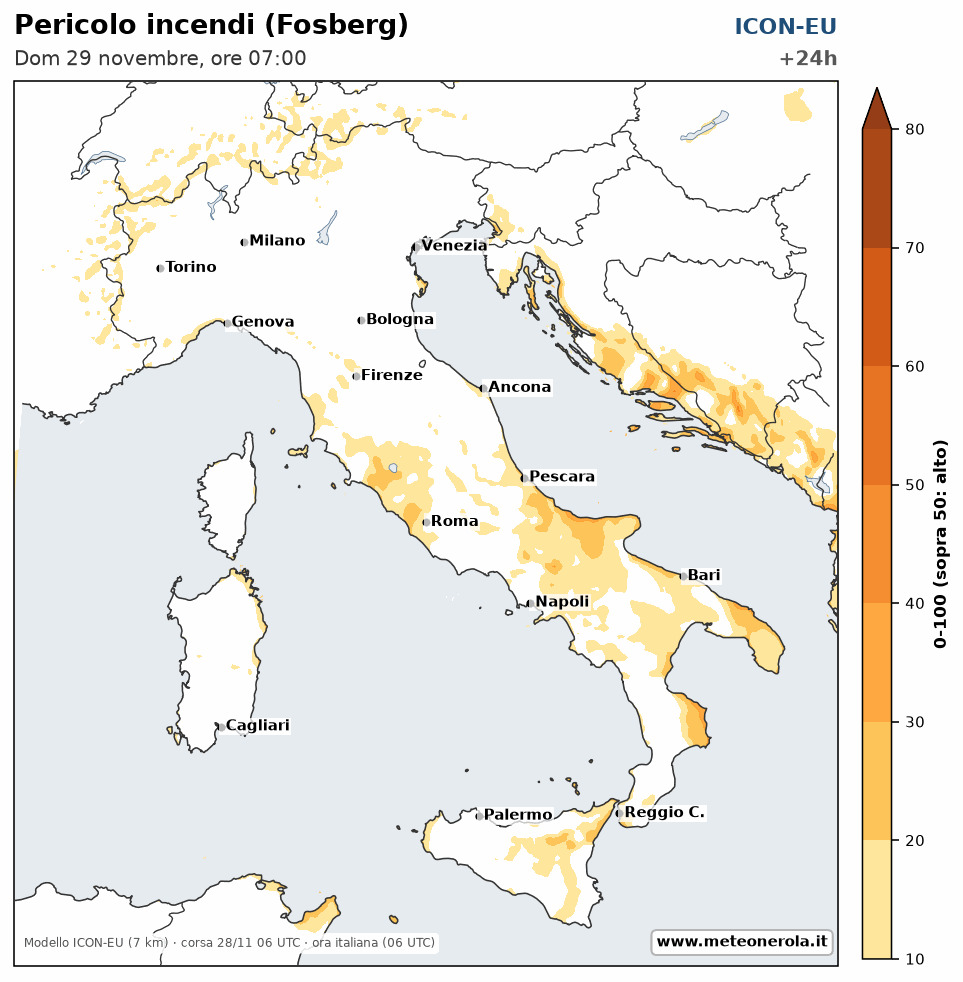 Pericolo incendi (Fosberg)
ICON-EU
Dom 29 novembre, ore 07:00
+24h
Milano
Venezia
Torino
Genova
Bologna
Firenze
Ancona
Pescara
Roma
Bari
Napoli
Cagliari
Palermo
Reggio C.
80
70
60
50
40
30
20
10
0-100 (sopra 50: alto)
Modello ICON-EU (7 km) · corsa 28/11 06 UTC · ora italiana (06 UTC)
www.meteonerola.it